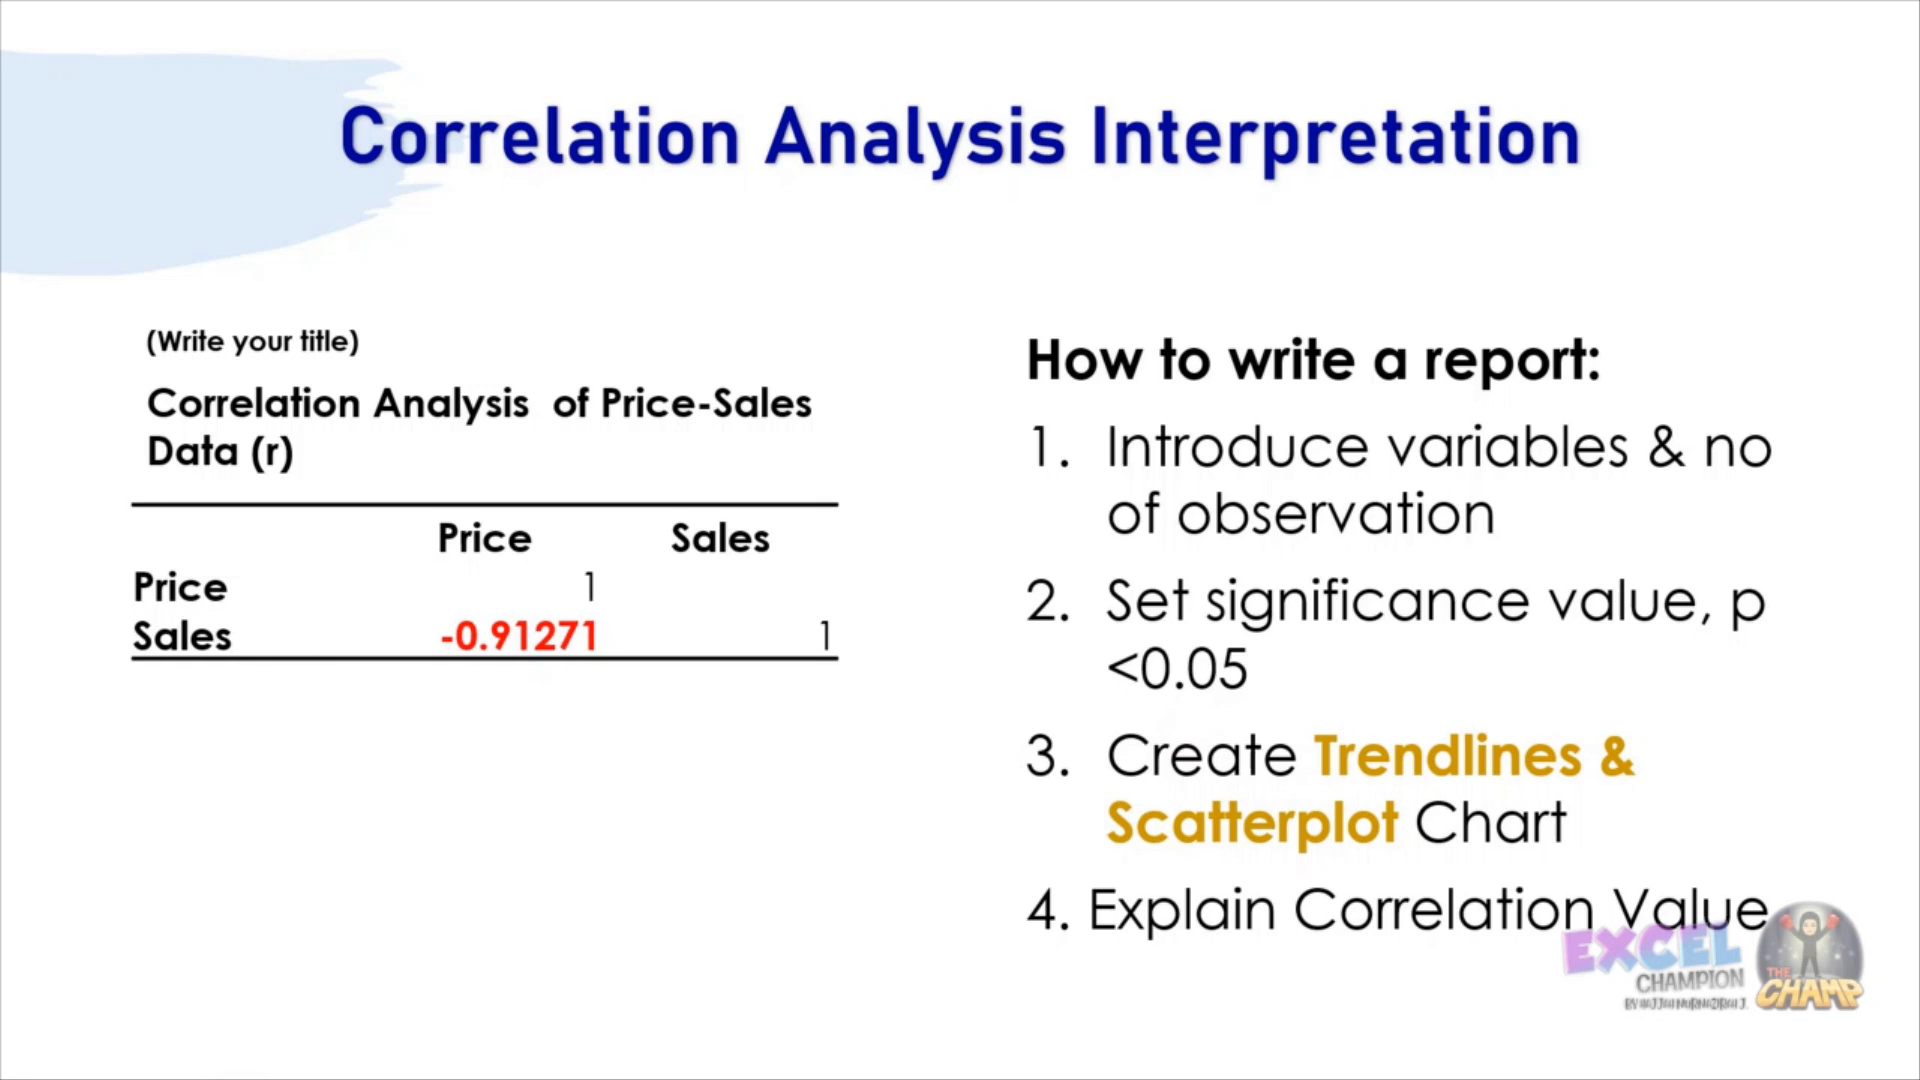 Correlation Analysis Interpretation
(Write your title)
Correlation Analysis of Price-Sales
Data (r)
Price Sales
Price 1
Sales -0.91271 1
How to write a report:
1. Introduce variables & no
of observation
2. Set significance value, p
<0.05
3. Create Trendlines &
Scatterplot Chart
4. Explain Correlation Value
EXCEL
CHAMPION
THE
CHAMP